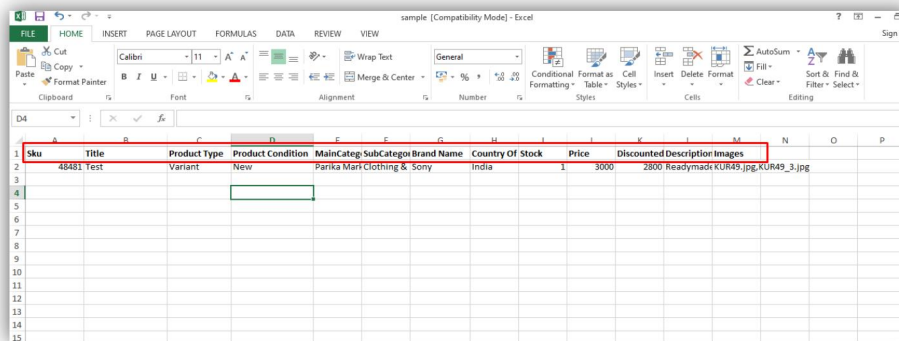 sample [Compatibility Mode] - Excel
FILE HOME INSERT PAGE LAYOUT FORMULAS DATA REVIEW VIEW Sign
Cut Calibri 11 Wrap Text General AutoSum
Copy Fill
Paste Format Painter B I U Merge & Center Conditional Formatting Format as Table Cell Styles Insert Delete Format Clear Sort & Filter Find & Select
Clipboard Font Alignment Number Styles Cells Editing
D4 fx
A B C D E F G H I J K L M N O P
1 Sku Title Product Type Product Condition MainCatego SubCategor Brand Name Country Of Stock Price Discounted Description Images
2 48481 Test Variant New Parika Mark Clothing & Sony India 1 3000 2800 Readymade KUR49.jpg,KUR49_3.jpg
3
4
5
6
7
8
9
10
11
12
13
14
15